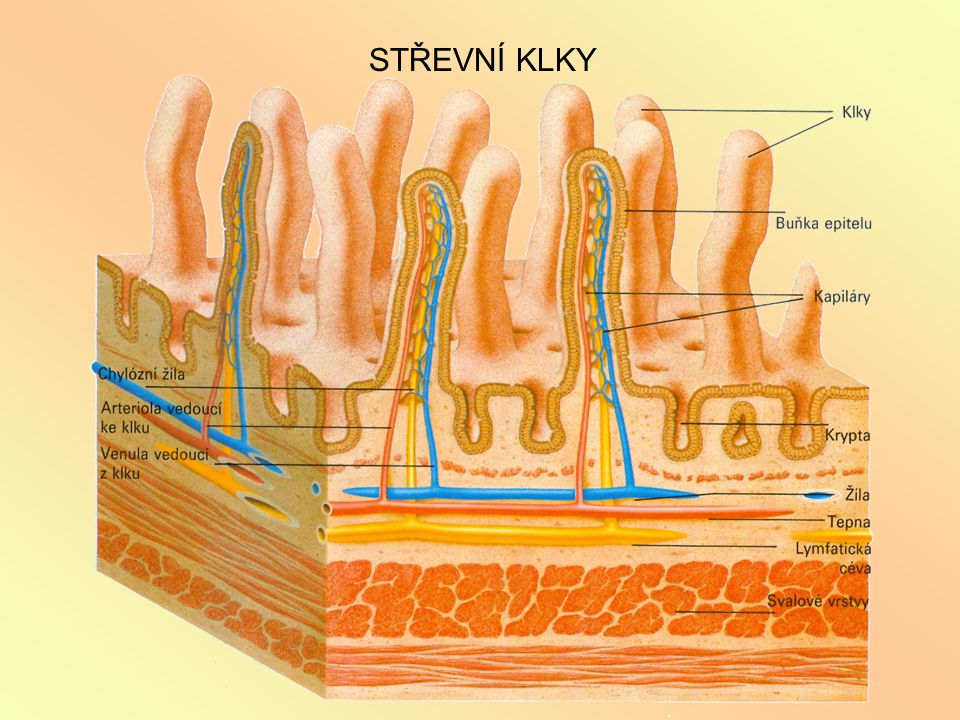 STŘEVNÍ KLKY
Klky
Buňka epitelu
Kapiláry
Chylózní žíla
Arteriola vedoucí
ke klku
Venula vedoucí
z klku
Krypta
Žíla
Tepna
Lymfatická
céva
Svalové vrstvy